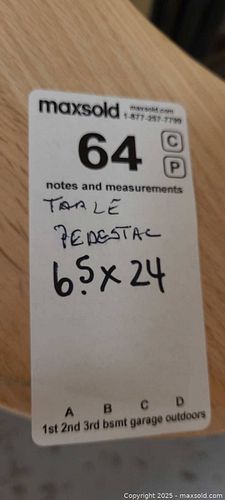 maxsold maxsold.com
1-877-257-7799
64 C
P
notes and measurements
TABLE
PEDESTAL
6.5 x 24
A B C D
1st 2nd 3rd bsmt garage outdoors
Copyright 2025 - maxsold.com